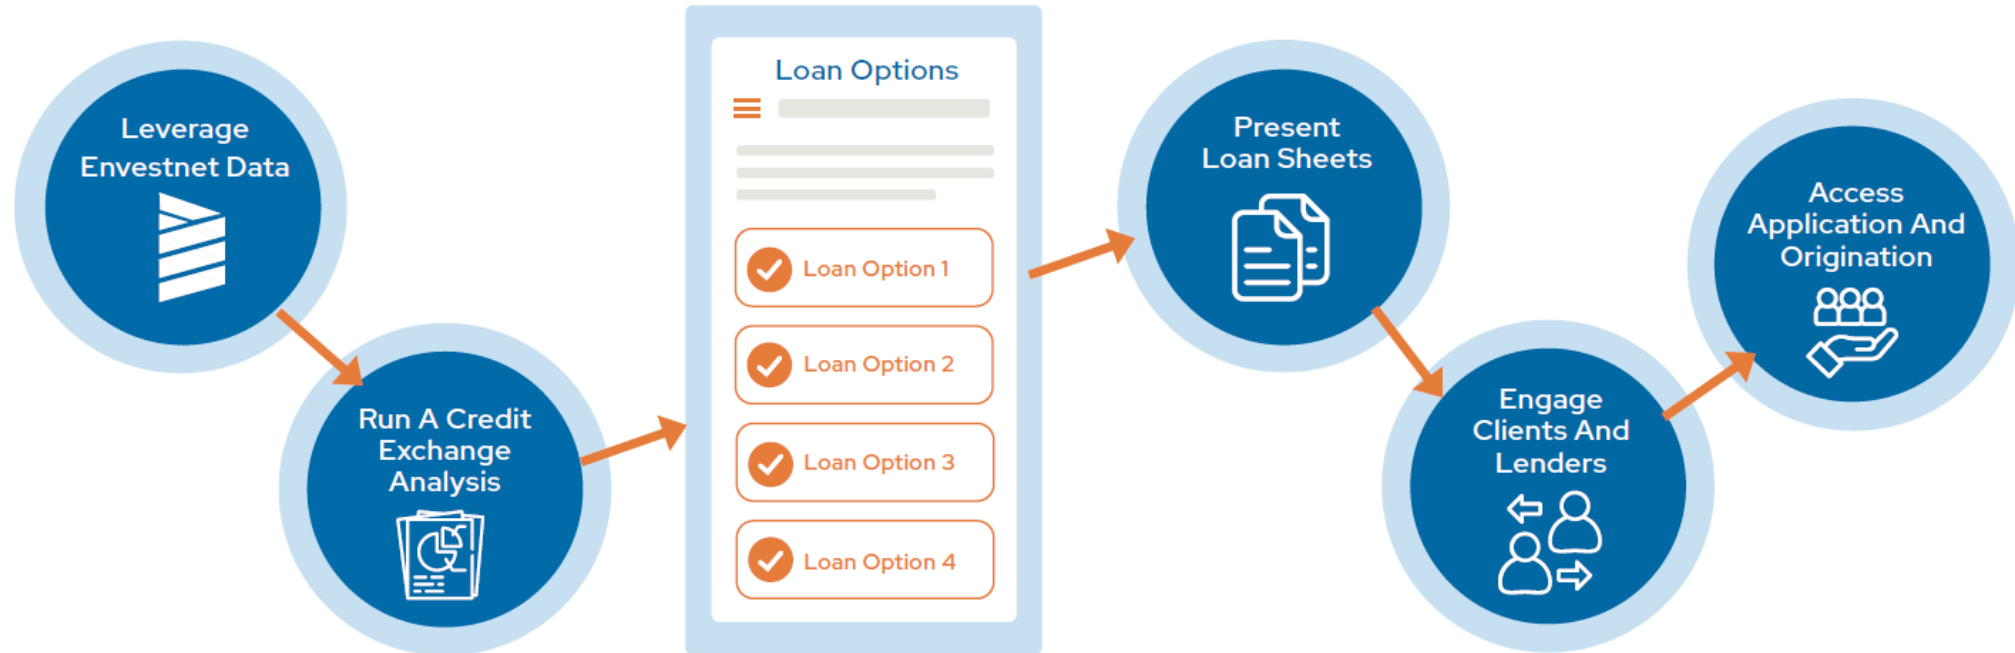 Leverage
Envestnet Data
Run A Credit
Exchange
Analysis
Loan Options
Loan Option 1
Loan Option 2
Loan Option 3
Loan Option 4
Present
Loan Sheets
Engage
Clients And
Lenders
Access
Application And
Origination